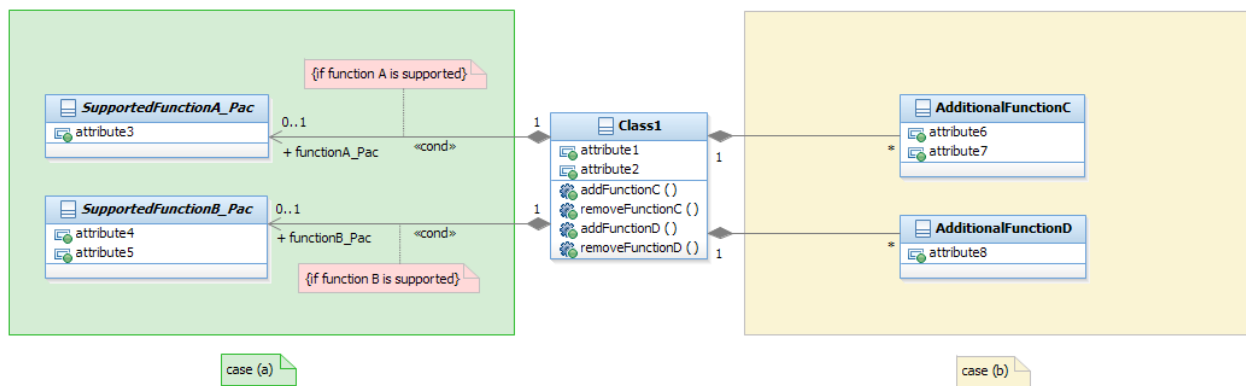 {if function A is supported}
SupportedFunctionA_Pac
attribute3
0..1
+ functionA_Pac
«cond»
1
SupportedFunctionB_Pac
attribute4
attribute5
0..1
+ functionB_Pac
«cond»
1
{if function B is supported}
Class1
attribute1
attribute2
addFunctionC ( )
removeFunctionC ( )
addFunctionD ( )
removeFunctionD ( )
1
*
AdditionalFunctionC
attribute6
attribute7
1
*
AdditionalFunctionD
attribute8
case (a)
case (b)